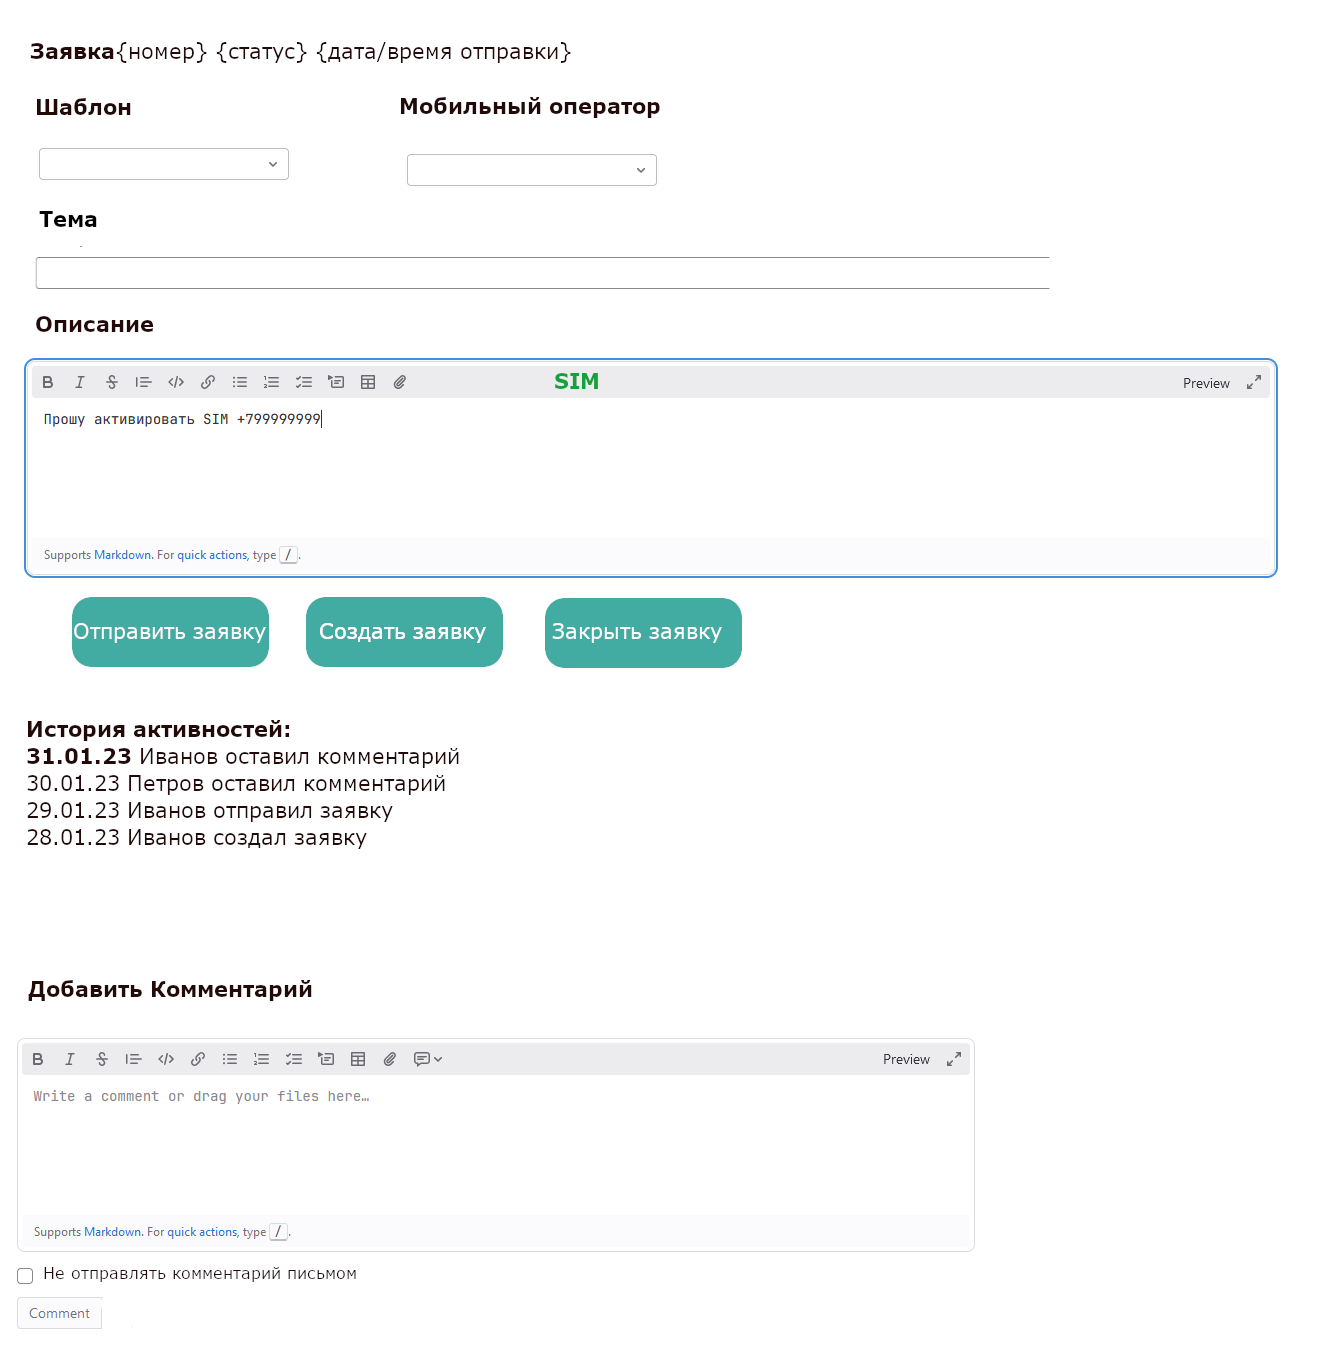 Заявка{номер} {статус} {дата/время отправки}
Шаблон
Мобильный оператор
Тема
Описание
SIM
Preview
Прошу активировать SIM +799999999
Supports Markdown. For quick actions, type /.
Отправить заявку
Создать заявку
Закрыть заявку
История активностей:
31.01.23 Иванов оставил комментарий
30.01.23 Петров оставил комментарий
29.01.23 Иванов отправил заявку
28.01.23 Иванов создал заявку
Добавить Комментарий
Preview
Write a comment or drag your files here…
Supports Markdown. For quick actions, type /.
Не отправлять комментарий письмом
Comment